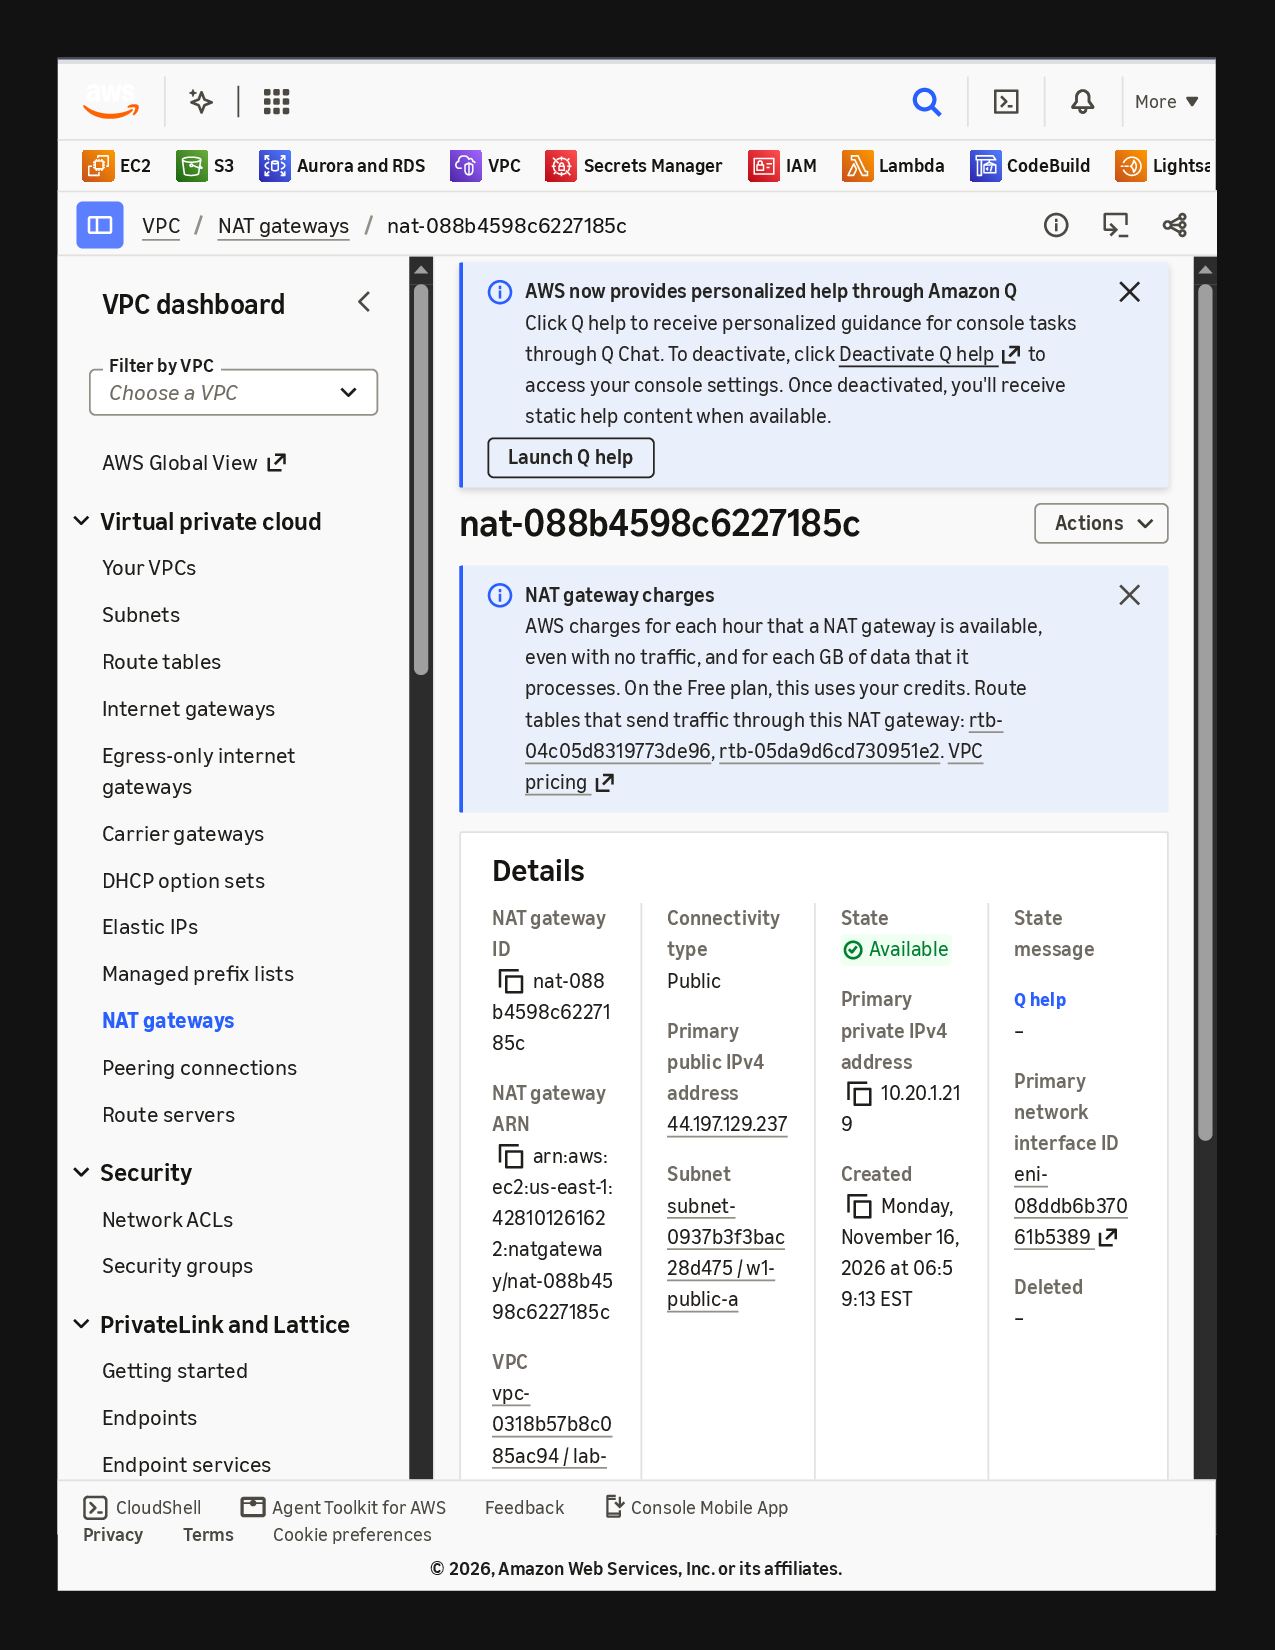 aws
More
EC2
S3
Aurora and RDS
VPC
Secrets Manager
IAM
Lambda
CodeBuild
Lightsa
VPC / NAT gateways / nat-088b4598c6227185c
VPC dashboard
Filter by VPC
Choose a VPC
AWS Global View
Virtual private cloud
Your VPCs
Subnets
Route tables
Internet gateways
Egress-only internet
gateways
Carrier gateways
DHCP option sets
Elastic IPs
Managed prefix lists
NAT gateways
Peering connections
Route servers
Security
Network ACLs
Security groups
PrivateLink and Lattice
Getting started
Endpoints
Endpoint services
AWS now provides personalized help through Amazon Q
Click Q help to receive personalized guidance for console tasks
through Q Chat. To deactivate, click Deactivate Q help to
access your console settings. Once deactivated, you'll receive
static help content when available.
Launch Q help
nat-088b4598c6227185c
Actions
NAT gateway charges
AWS charges for each hour that a NAT gateway is available,
even with no traffic, and for each GB of data that it
processes. On the Free plan, this uses your credits. Route
tables that send traffic through this NAT gateway: rtb-
04c05d8319773de96, rtb-05da9d6cd730951e2. VPC
pricing
Details
NAT gateway
ID
nat-088
b4598c62271
85c
NAT gateway
ARN
arn:aws:
ec2:us-east-1:
42810126162
2:natgatewa
y/nat-088b45
98c6227185c
VPC
vpc-
0318b57b8c0
85ac94 / lab-
Connectivity
type
Public
Primary
public IPv4
address
44.197.129.237
Subnet
subnet-
0937b3f3bac
28d475 / w1-
public-a
State
Available
Primary
private IPv4
address
10.20.1.21
9
Created
Monday,
November 16,
2026 at 06:5
9:13 EST
State
message
Q help
–
Primary
network
interface ID
eni-
08ddb6b370
61b5389
Deleted
–
CloudShell
Agent Toolkit for AWS
Feedback
Console Mobile App
Privacy
Terms
Cookie preferences
© 2026, Amazon Web Services, Inc. or its affiliates.